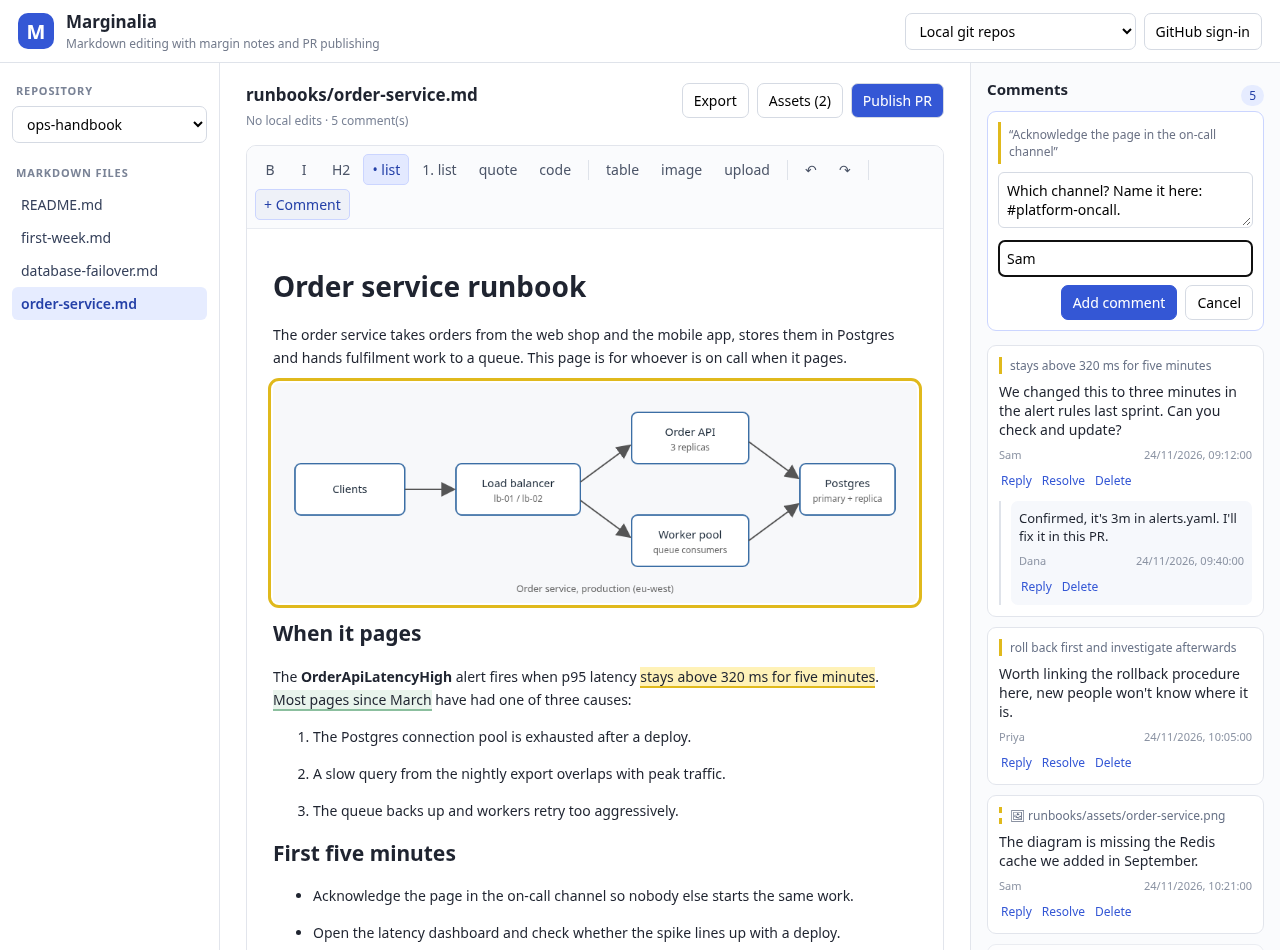 M
Marginalia
Markdown editing with margin notes and PR publishing
Local git repos
GitHub sign-in
REPOSITORY
ops-handbook
MARKDOWN FILES
README.md
first-week.md
database-failover.md
order-service.md
runbooks/order-service.md
No local edits · 5 comment(s)
Export
Assets (2)
Publish PR
B
I
H2
• list
1. list
quote
code
table
image
upload
↶
↷
+ Comment
Order service runbook
The order service takes orders from the web shop and the mobile app, stores them in Postgres
and hands fulfilment work to a queue. This page is for whoever is on call when it pages.
Clients
Load balancer
lb-01 / lb-02
Order API
3 replicas
Worker pool
queue consumers
Postgres
primary + replica
Order service, production (eu-west)
When it pages
The OrderApiLatencyHigh alert fires when p95 latency stays above 320 ms for five minutes.
Most pages since March have had one of three causes:
1. The Postgres connection pool is exhausted after a deploy.
2. A slow query from the nightly export overlaps with peak traffic.
3. The queue backs up and workers retry too aggressively.
First five minutes
• Acknowledge the page in the on-call channel so nobody else starts the same work.
• Open the latency dashboard and check whether the spike lines up with a deploy.
Comments
5
“Acknowledge the page in the on-call
channel”
Which channel? Name it here:
#platform-oncall.
Sam
Add comment
Cancel
stays above 320 ms for five minutes
We changed this to three minutes in
the alert rules last sprint. Can you
check and update?
Sam
24/11/2026, 09:12:00
Reply Resolve Delete
Confirmed, it's 3m in alerts.yaml. I'll
fix it in this PR.
Dana
24/11/2026, 09:40:00
Reply Delete
roll back first and investigate afterwards
Worth linking the rollback procedure
here, new people won't know where it
is.
Priya
24/11/2026, 10:05:00
Reply Resolve Delete
runbooks/assets/order-service.png
The diagram is missing the Redis
cache we added in September.
Sam
24/11/2026, 10:21:00
Reply Resolve Delete